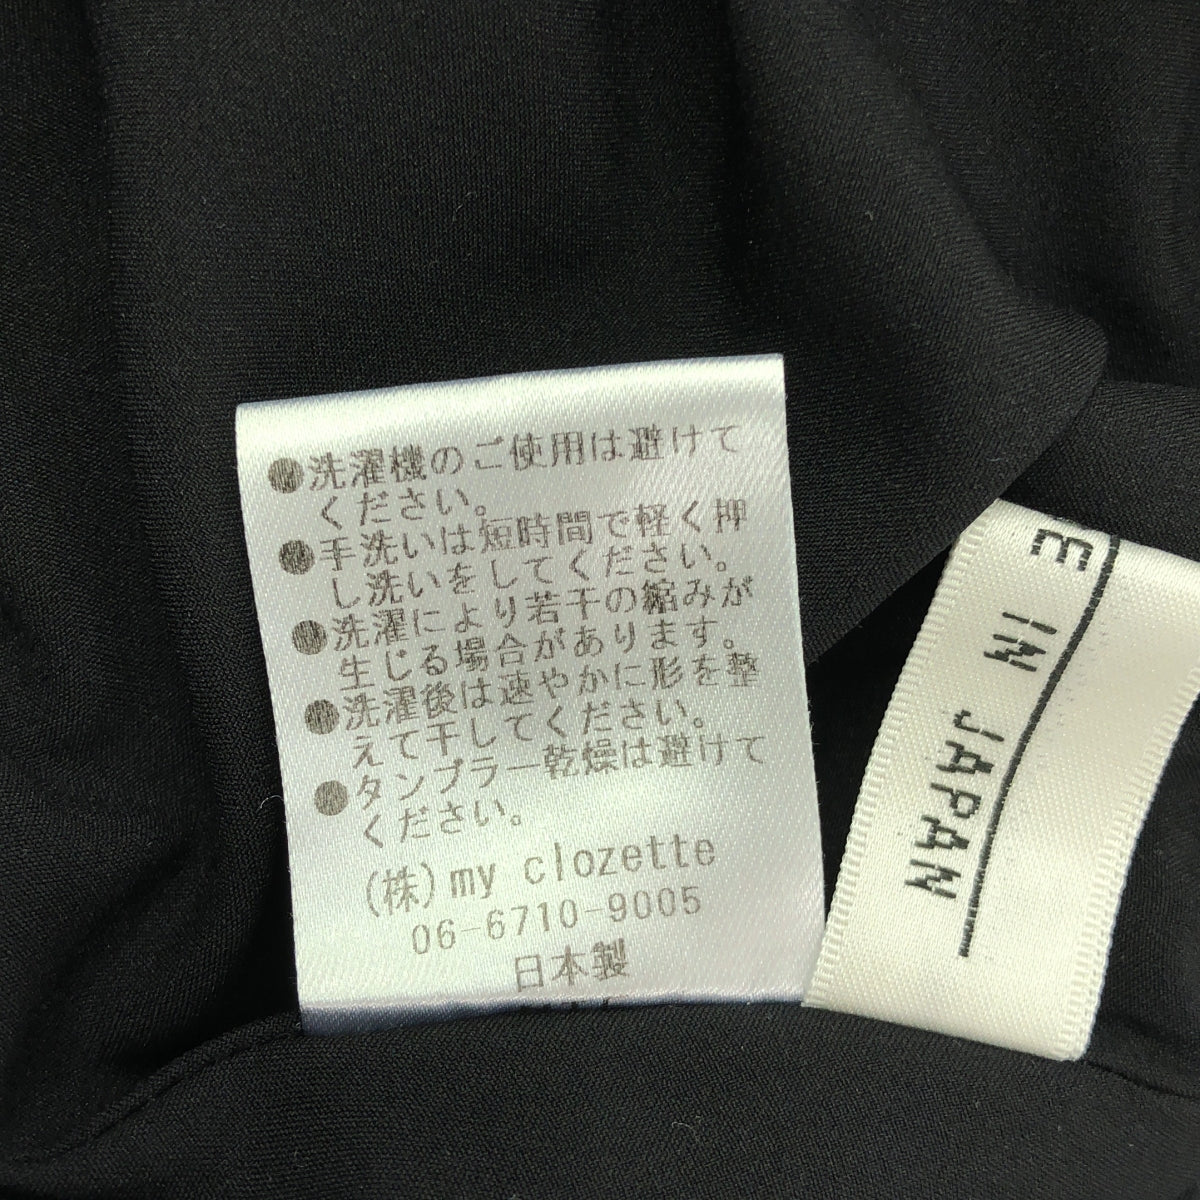 ●洗濯機のご使用は避けて
ください。
●手洗いは短時間で軽く押
し洗いをしてください。
●洗濯により若干の縮みが
生じる場合があります。
●洗濯後は速やかに形を整
えて干してください。
●タンブラー乾燥は避けて
ください。
(株)my clozette
06-6710-9005
日本製
IN JAPAN